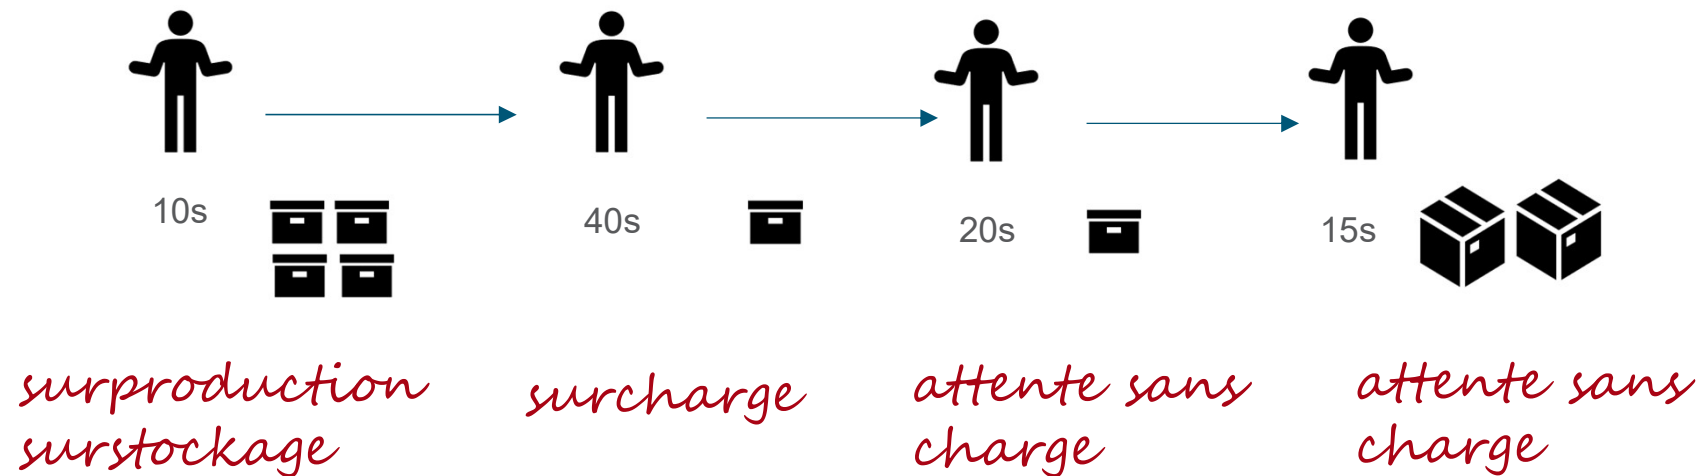 10s
40s
20s
15s
surproduction
surstockage
surcharge
attente sans
charge
attente sans
charge